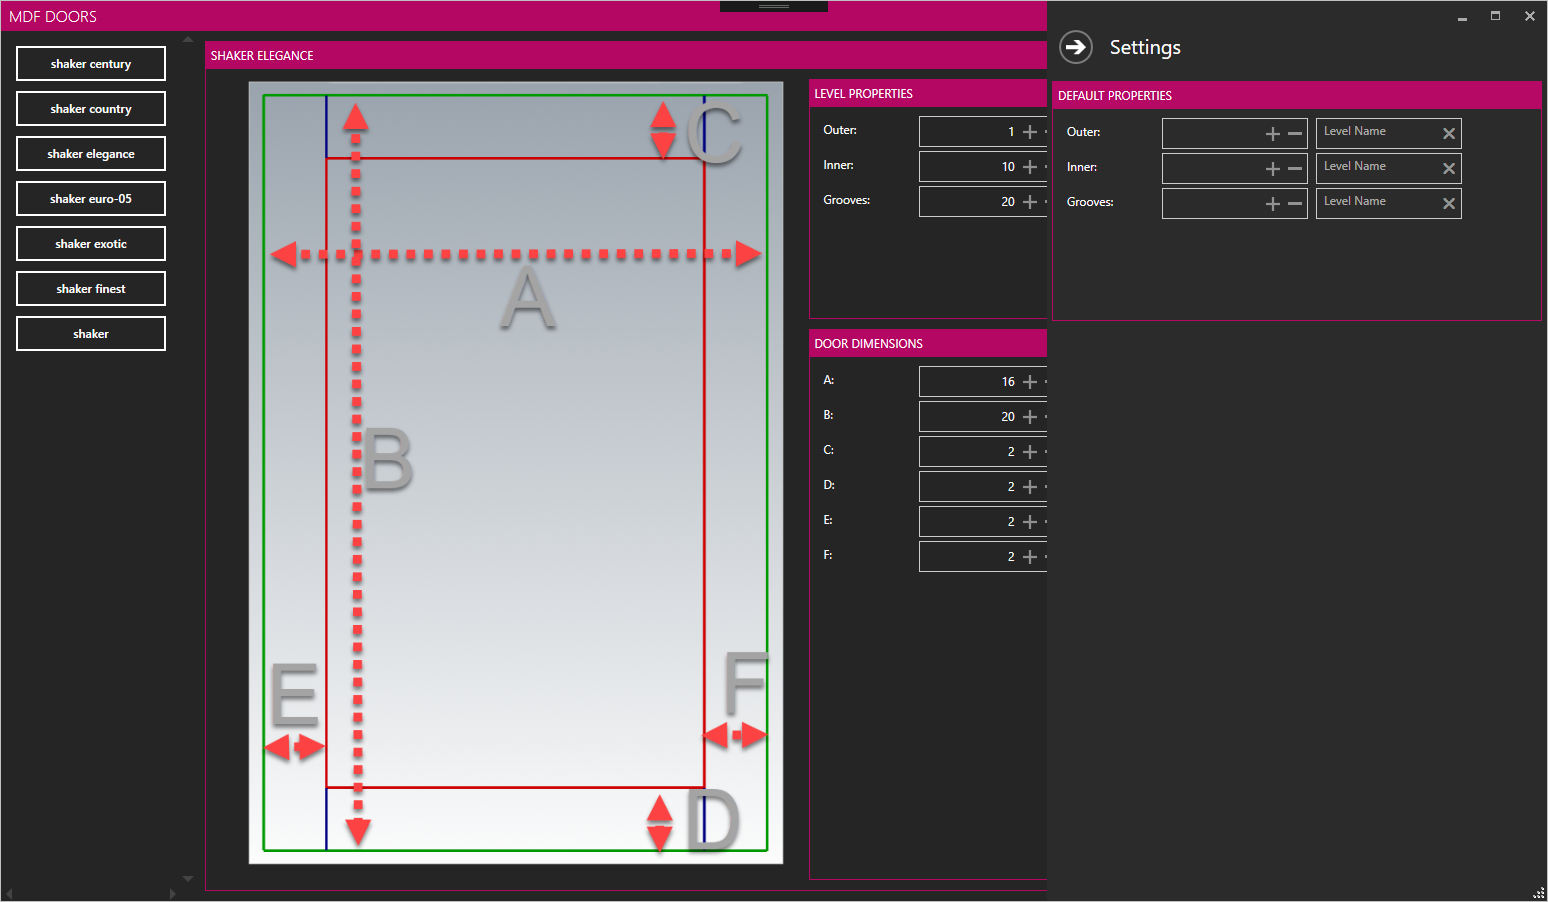 MDF DOORS
shaker century
shaker country
shaker elegance
shaker euro-05
shaker exotic
shaker finest
shaker
SHAKER ELEGANCE
C
A
B
E
F
D
LEVEL PROPERTIES
Outer: 1
Inner: 10
Grooves: 20
DOOR DIMENSIONS
A: 16
B: 20
C: 2
D: 2
E: 2
F: 2
Settings
DEFAULT PROPERTIES
Outer: Level Name
Inner: Level Name
Grooves: Level Name